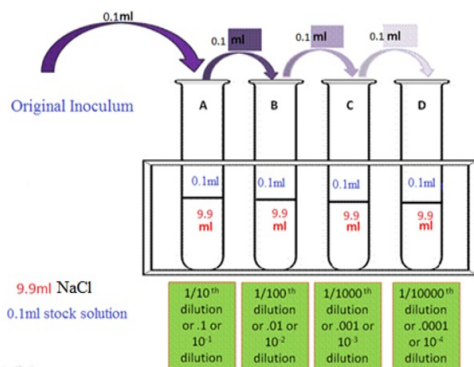 0.1ml
0.1 ml
0.1 ml
0.1 ml
Original Inoculum
A
B
C
D
0.1ml
0.1ml
0.1ml
0.1ml
9.9
ml
9.9
ml
9.9
ml
9.9
ml
9.9ml NaCl
0.1ml stock solution
1/10th
dilution
or .1 or
10-1
dilution
1/100th
dilution
or .01 or
10-2
dilution
1/1000th
dilution
or .001 or
10-3
dilution
1/10000th
dilution
or .0001
or 10-4
dilution